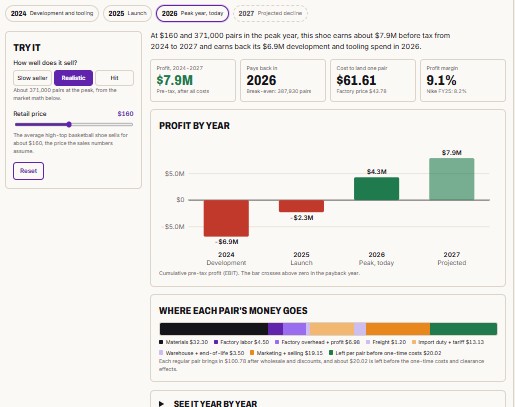 2024 Development and tooling
2025 Launch
2026 Peak year, today
2027 Projected decline
TRY IT
How well does it sell?
Slow seller
Realistic
Hit
About 371,000 pairs at the peak, from the
market math below.
Retail price $160
The average high-top basketball shoe sells for
about $160, the price the sales numbers
assume.
Reset
At $160 and 371,000 pairs in the peak year, this shoe earns about $7.9M before tax from
2024 to 2027 and earns back its $6.9M development and tooling spend in 2026.
Profit, 2024–2027
$7.9M
Pre-tax, after all costs
Pays back in
2026
Break-even: 387,930 pairs
Cost to land one pair
$61.61
Factory price $43.78
Profit margin
9.1%
Nike FY25: 8.2%
PROFIT BY YEAR
$5.0M
$0
$5.0M
-$6.9M
-$2.3M
$4.3M
$7.9M
2024
Development
2025
Launch
2026
Peak, today
2027
Projected
Cumulative pre-tax profit (EBIT). The bar crosses above zero in the payback year.
WHERE EACH PAIR'S MONEY GOES
Materials $32.30 Factory labor $4.50 Factory overhead + profit $6.98 Freight $1.20 Import duty + tariff $13.13
Warehouse + end-of-life $3.50 Marketing + selling $19.15 Left per pair before one-time costs $20.02
Each regular pair brings in $100.78 after wholesale and discounts, and about $20.02 is left before the one-time costs and clearance
effects.
SEE IT YEAR BY YEAR